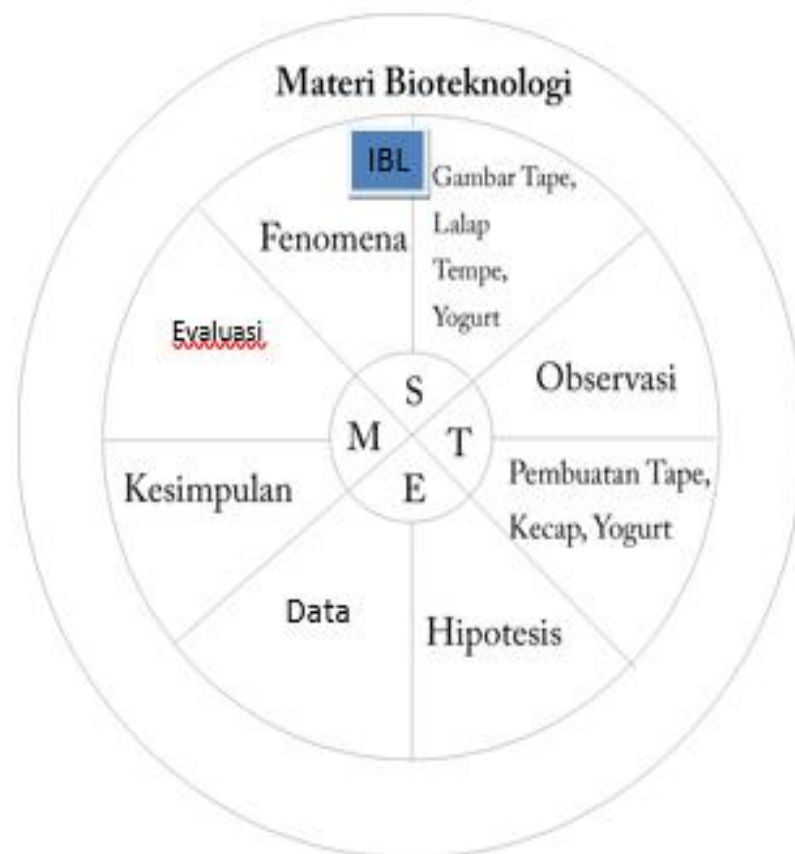 Materi Bioteknologi
IBL
Fenomena
Gambar Tape,
Lalap
Tempe,
Yogurt
Observasi
Pembuatan Tape,
Kecap, Yogurt
Hipotesis
Data
Kesimpulan
Evaluasi
S
T
E
M